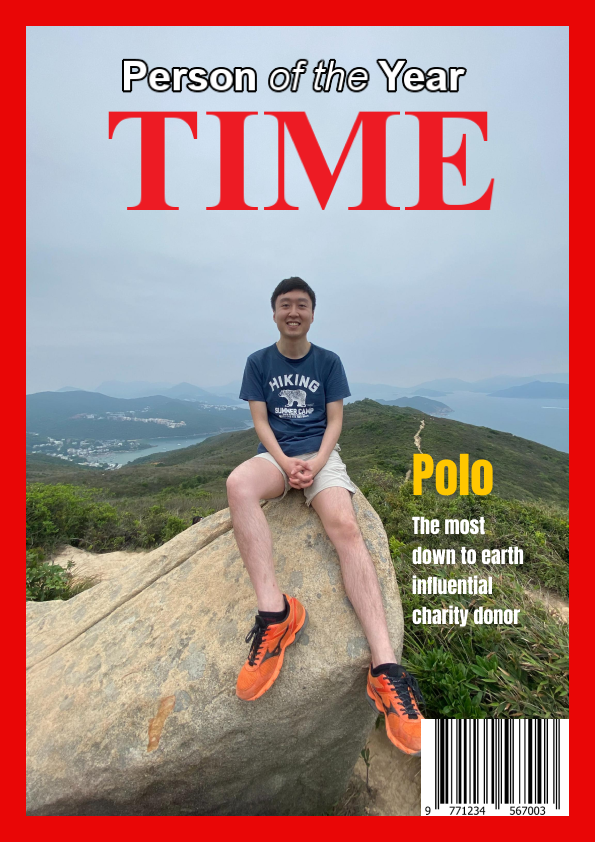 Person of the Year
TIME
HIKING
SUMMER CAMP
Polo
The most
down to earth
influential
charity donor
9 771234 567003